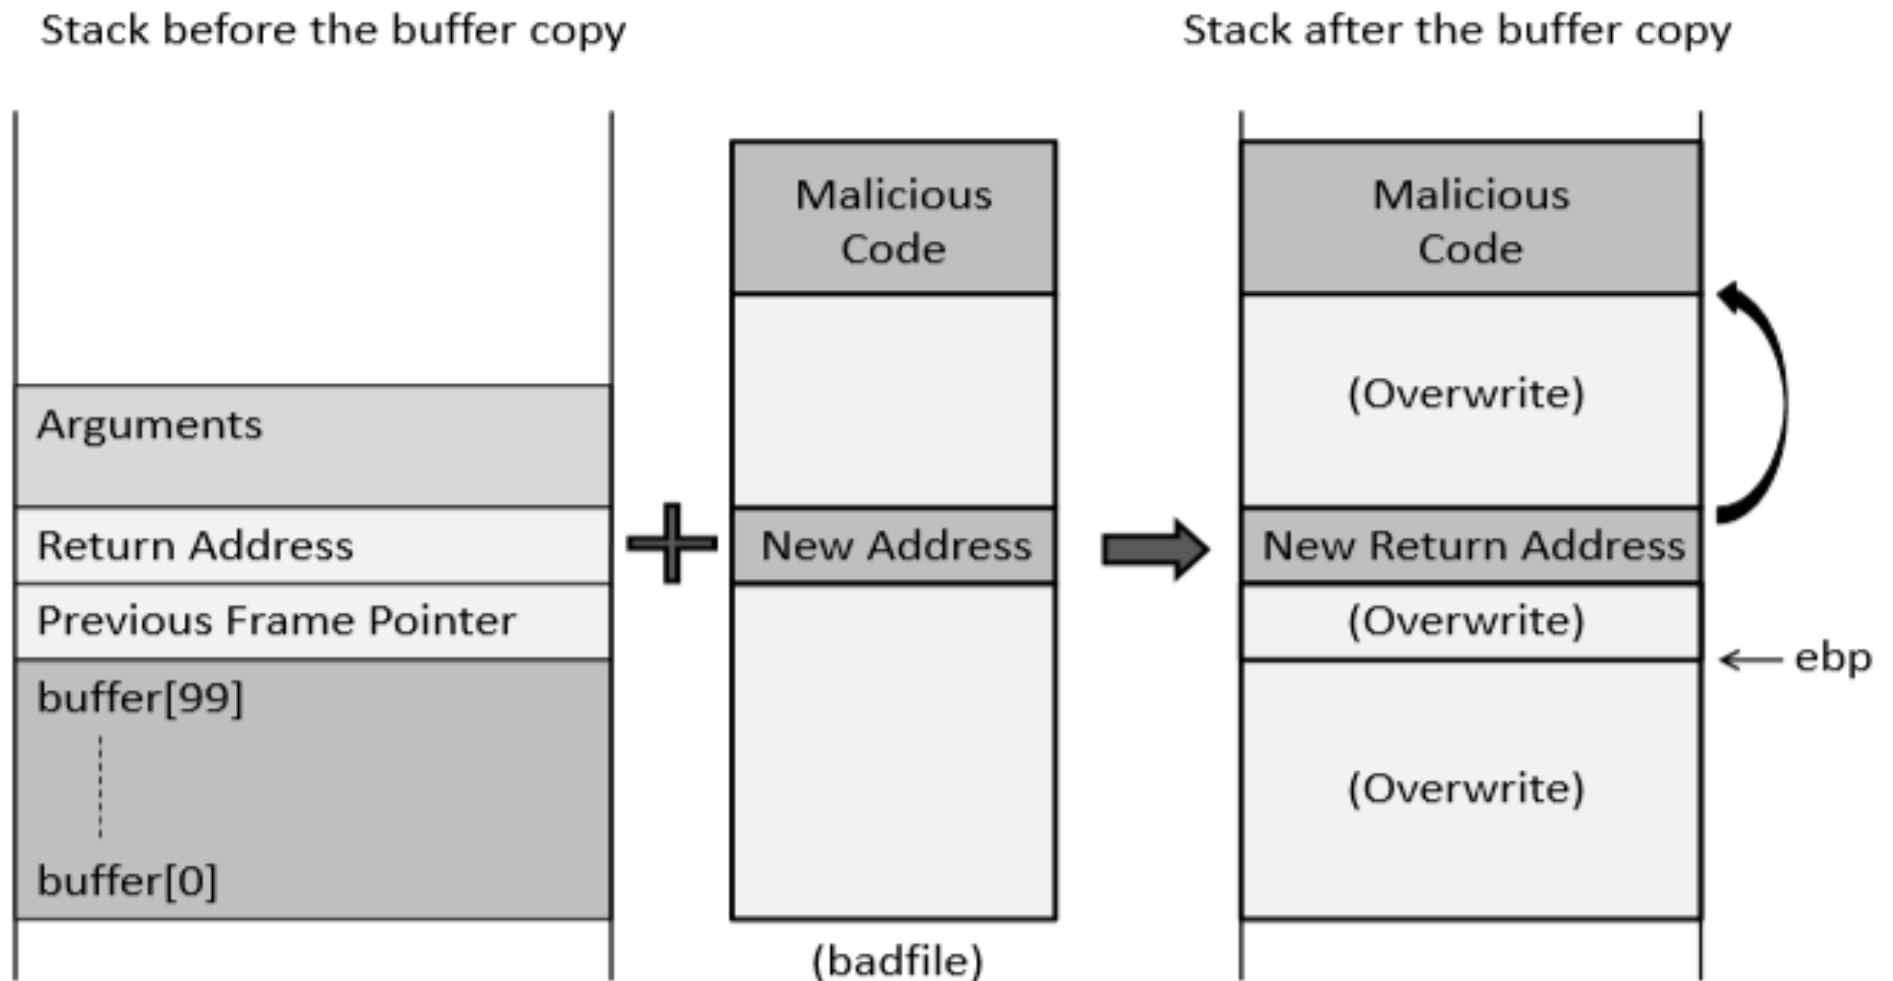 Stack before the buffer copy
Stack after the buffer copy
Arguments
Return Address
Previous Frame Pointer
buffer[99]
buffer[0]
Malicious
Code
New Address
(badfile)
Malicious
Code
(Overwrite)
New Return Address
(Overwrite)
ebp
(Overwrite)